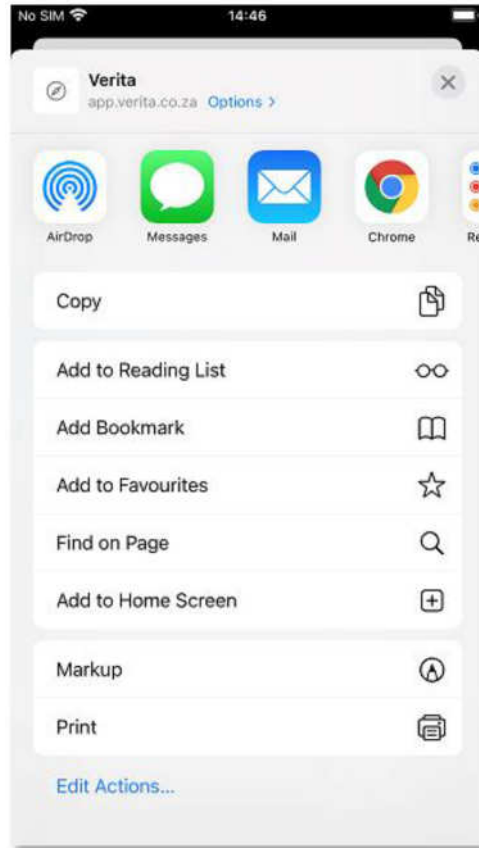 No SIM 14:46
Verita
app.verita.co.za Options >
AirDrop Messages Mail Chrome Re
Copy
Add to Reading List
Add Bookmark
Add to Favourites
Find on Page
Add to Home Screen
Markup
Print
Edit Actions...